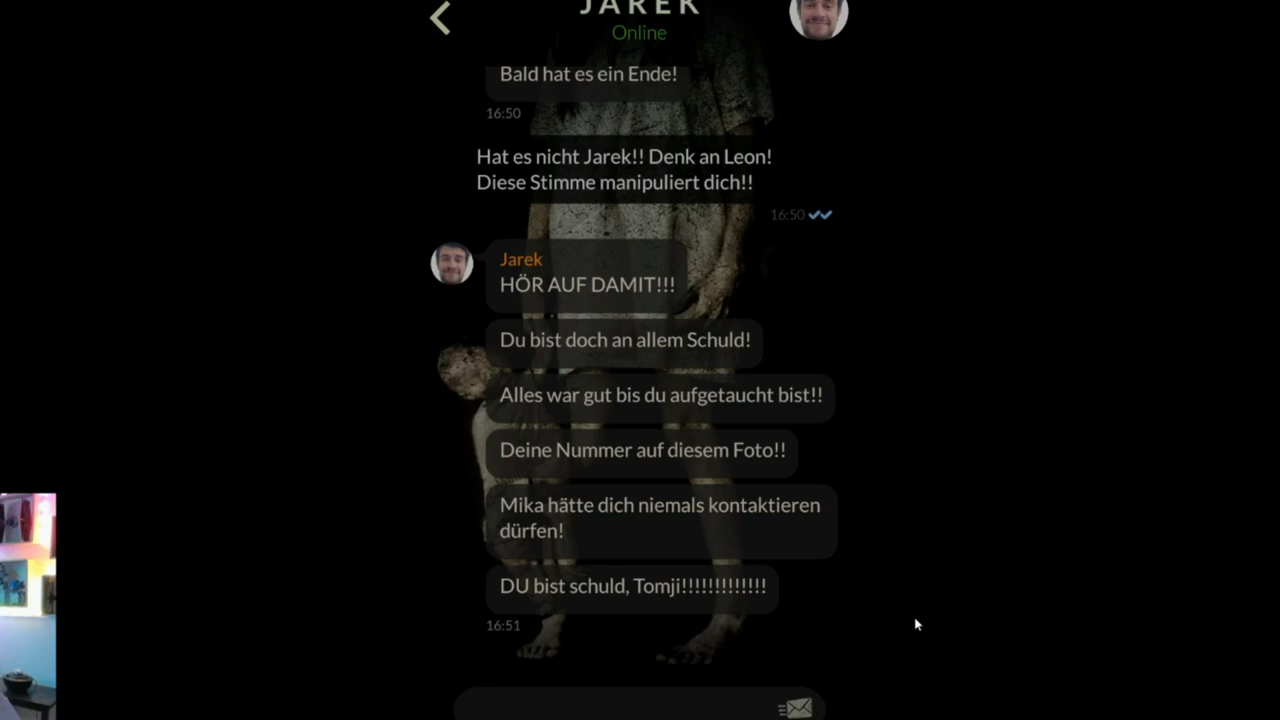 JAREK
Online
Bald hat es ein Ende!
16:50
Hat es nicht Jarek!! Denk an Leon!
Diese Stimme manipuliert dich!!
16:50
Jarek
HÖR AUF DAMIT!!!
Du bist doch an allem Schuld!
Alles war gut bis du aufgetaucht bist!!
Deine Nummer auf diesem Foto!!
Mika hätte dich niemals kontaktieren
dürfen!
DU bist schuld, Tomji!!!!!!!!!!!!!
16:51